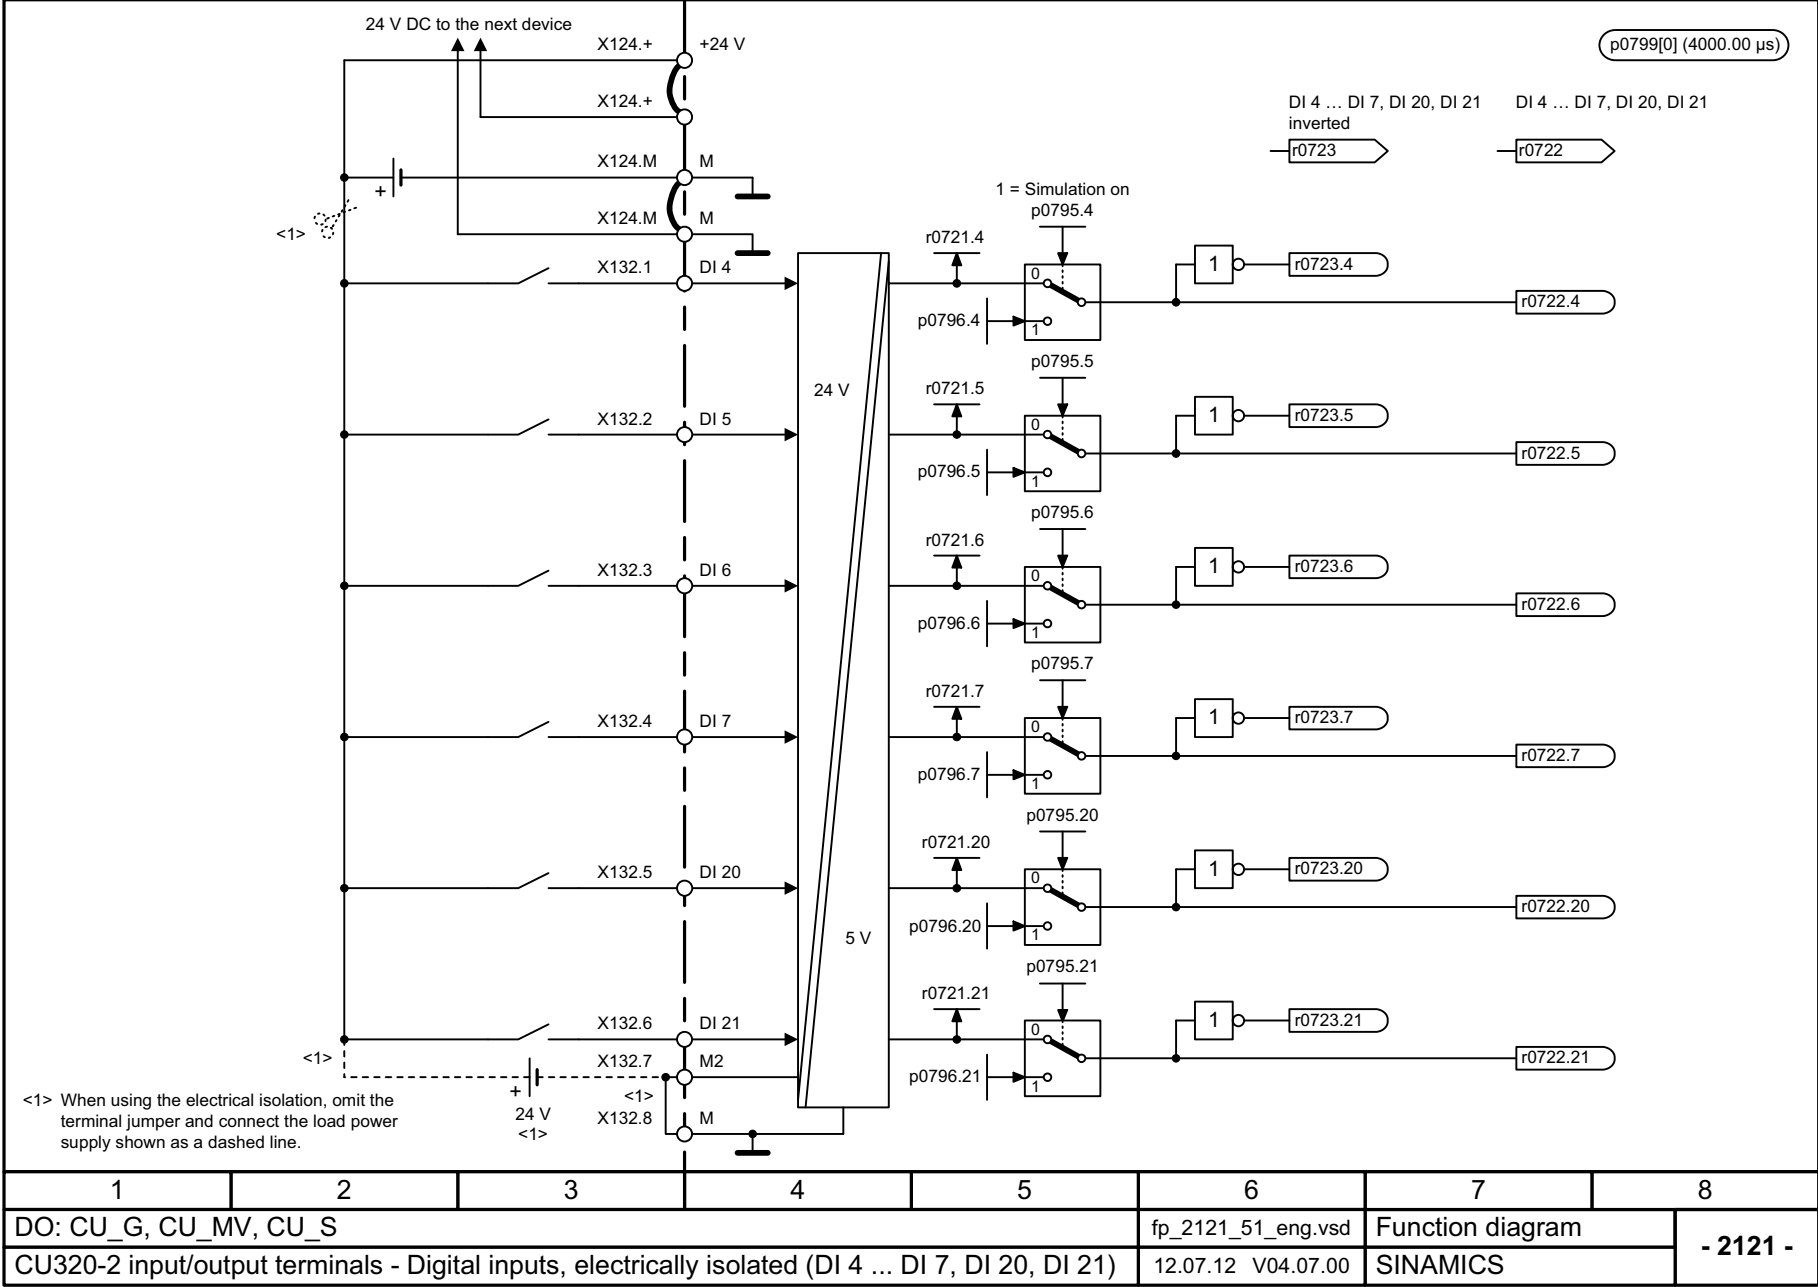 24 V DC to the next device
X124.+ +24 V
p0799[0] (4000.00 µs)
X124.+
DI 4 ... DI 7, DI 20, DI 21
inverted
r0723
DI 4 ... DI 7, DI 20, DI 21
r0722
X124.M M
+
X124.M M
<1>
1 = Simulation on
p0795.4
r0721.4
X132.1 DI 4
0
1
p0796.4
1
r0723.4
r0722.4
24 V
p0795.5
r0721.5
X132.2 DI 5
0
1
p0796.5
1
r0723.5
r0722.5
p0795.6
r0721.6
X132.3 DI 6
0
1
p0796.6
1
r0723.6
r0722.6
p0795.7
r0721.7
X132.4 DI 7
0
1
p0796.7
1
r0723.7
r0722.7
p0795.20
r0721.20
X132.5 DI 20
0
1
p0796.20
1
r0723.20
r0722.20
5 V
p0795.21
r0721.21
X132.6 DI 21
0
1
p0796.21
1
r0723.21
r0722.21
<1>
X132.7 M2
+
24 V
<1>
<1>
X132.8 M
<1> When using the electrical isolation, omit the
terminal jumper and connect the load power
supply shown as a dashed line.
1 2 3 4 5 6 7 8
DO: CU_G, CU_MV, CU_S
fp_2121_51_eng.vsd
Function diagram
- 2121 -
CU320-2 input/output terminals - Digital inputs, electrically isolated (DI 4 ... DI 7, DI 20, DI 21)
12.07.12 V04.07.00
SINAMICS